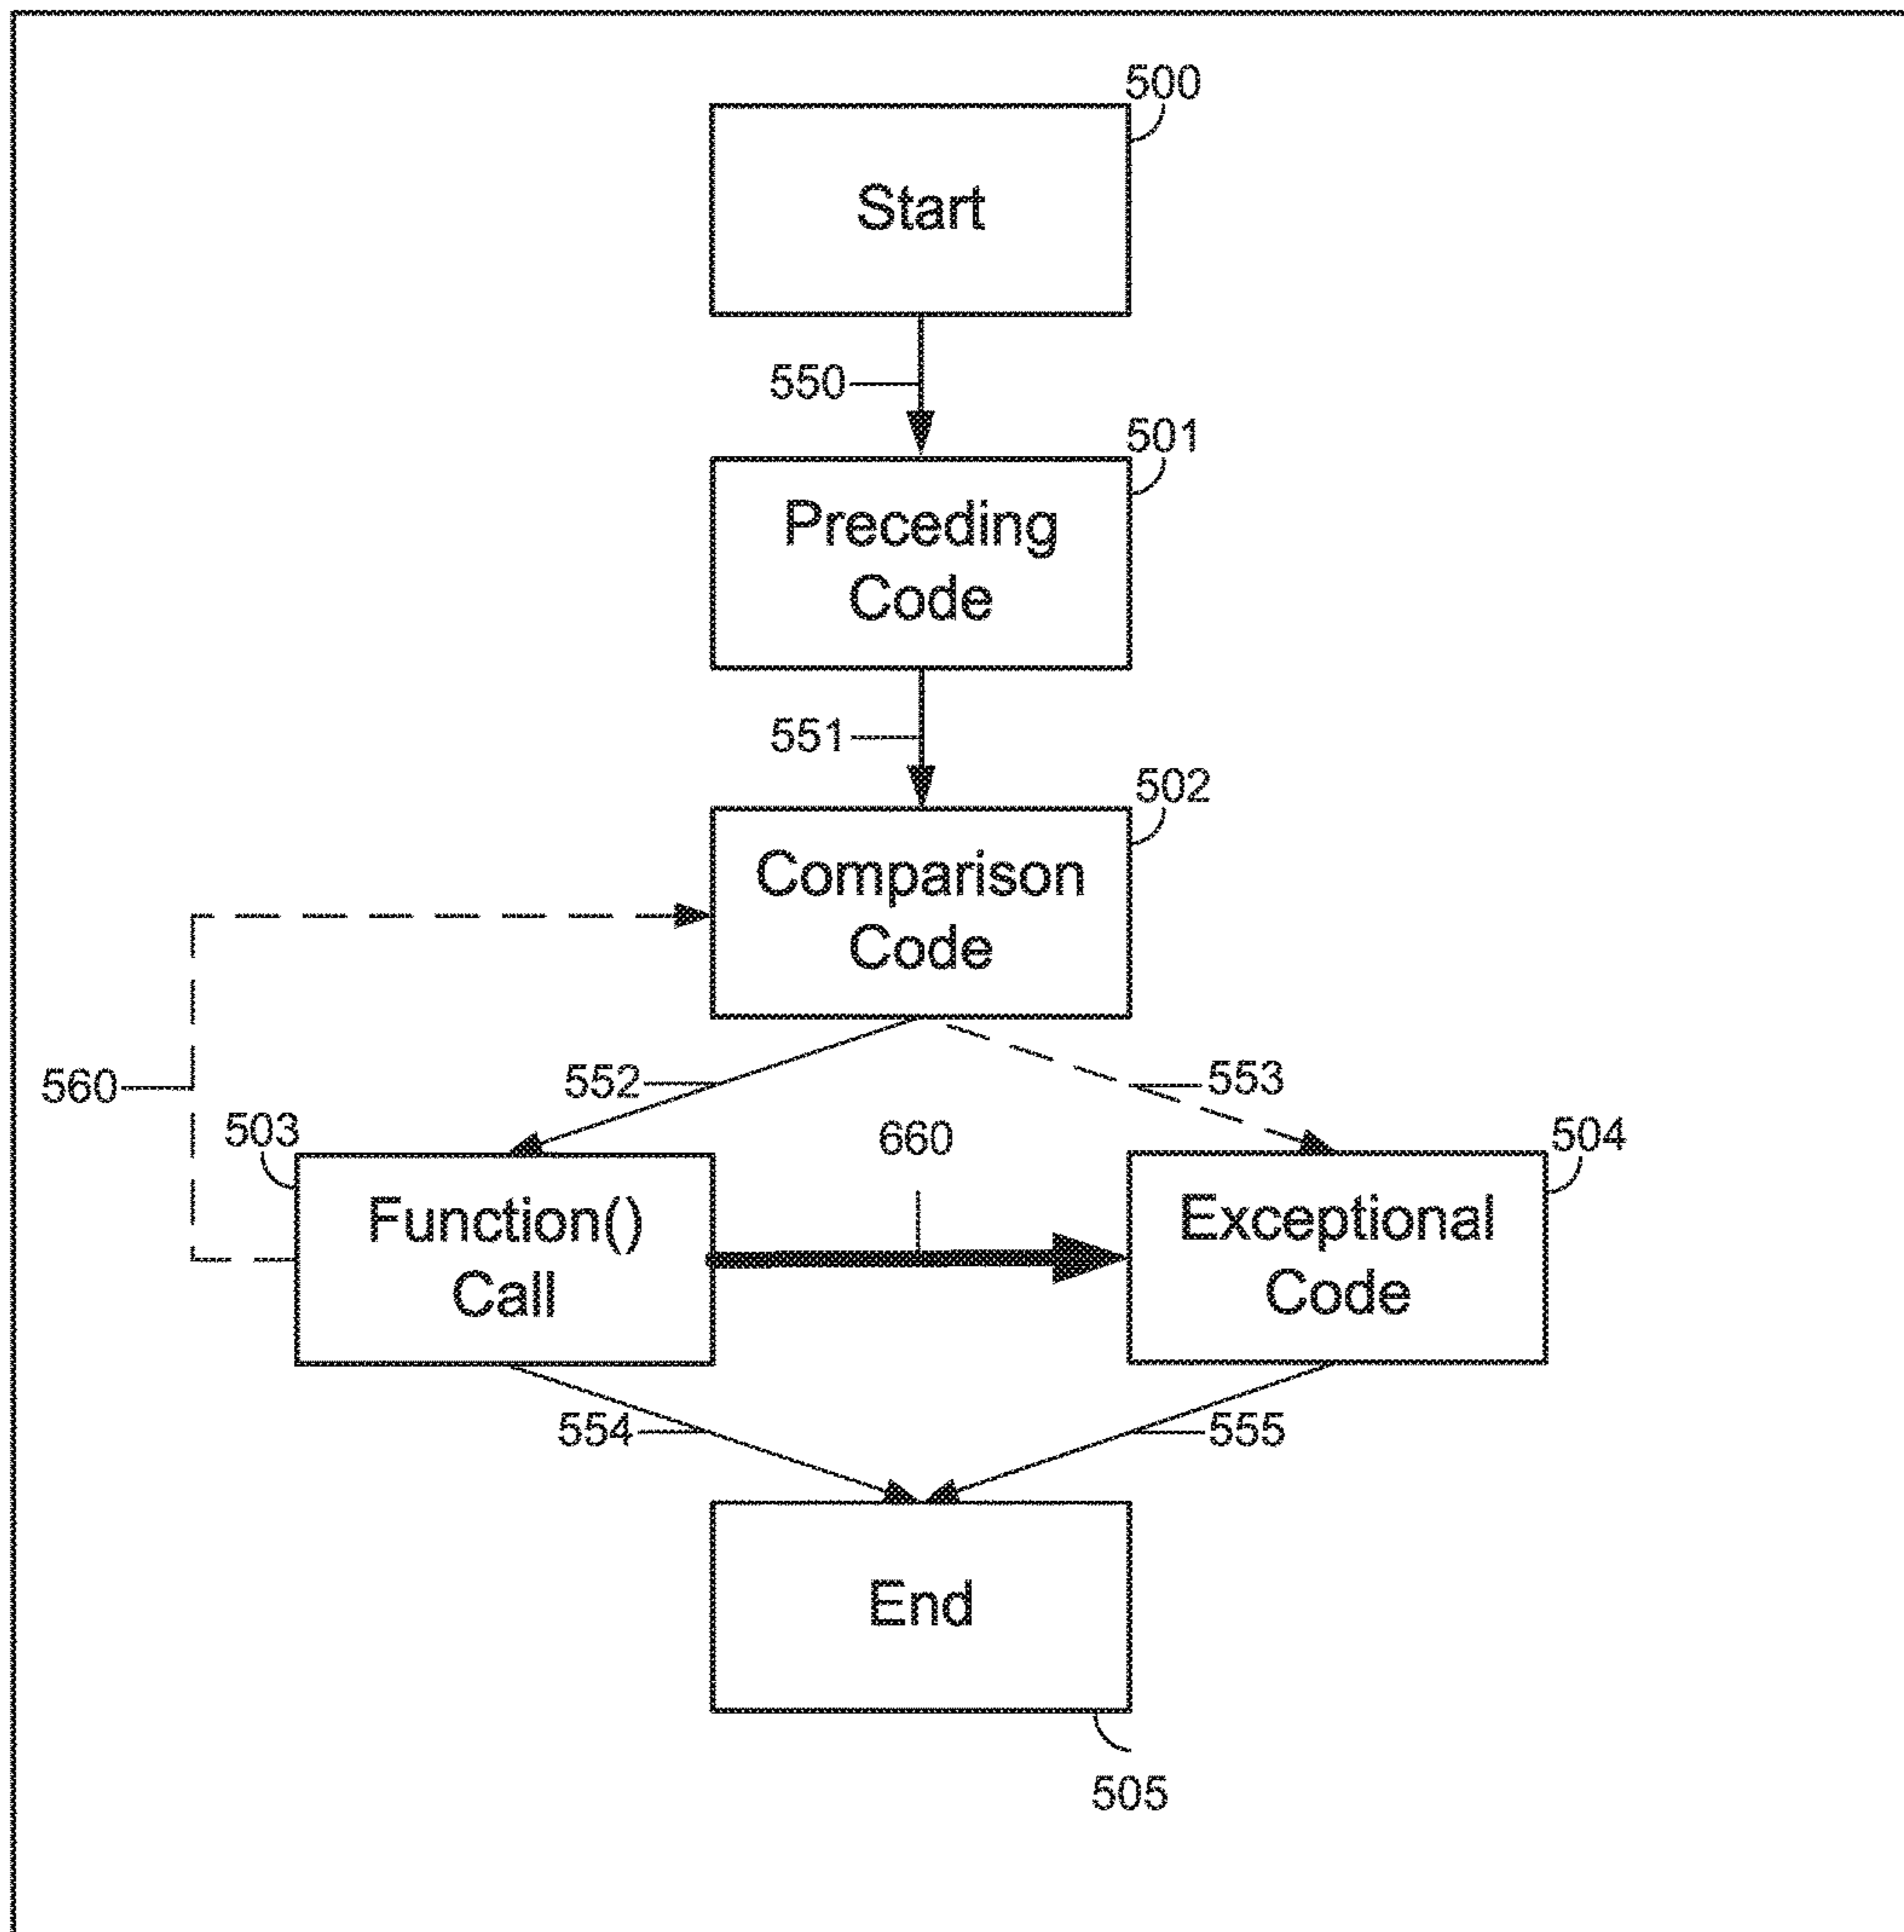 500
Start
550
501
Preceding
Code
551
502
Comparison
Code
560
552
553
503
660
504
Function()
Call
Exceptional
Code
554
555
End
505